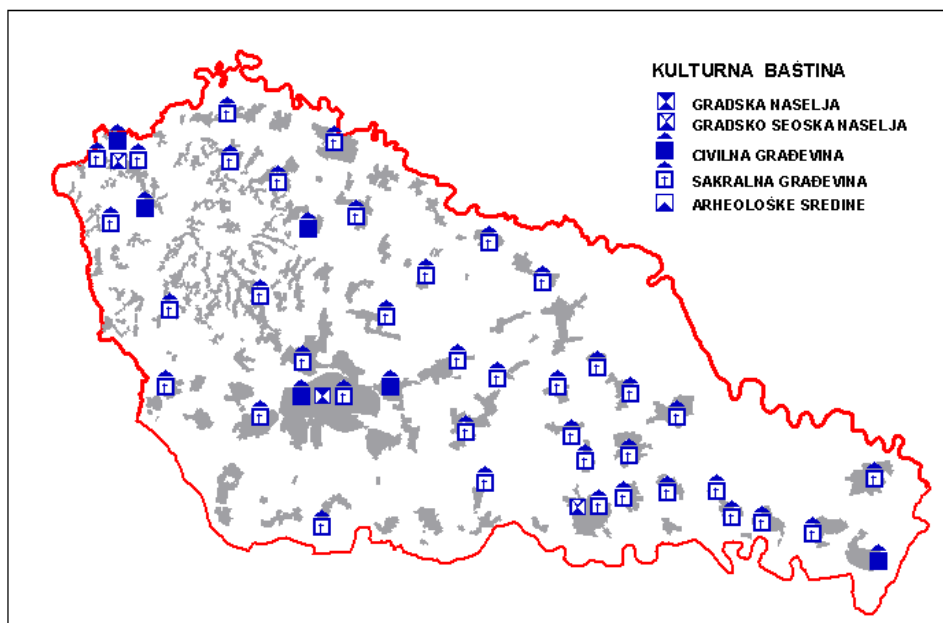 KULTURNA BAŠTINA
GRADSKA NASELJA
GRADSKO SEOSKA NASELJA
CIVILNA GRAĐEVINA
SAKRALNA GRAĐEVINA
ARHEOLOŠKE SREDINE